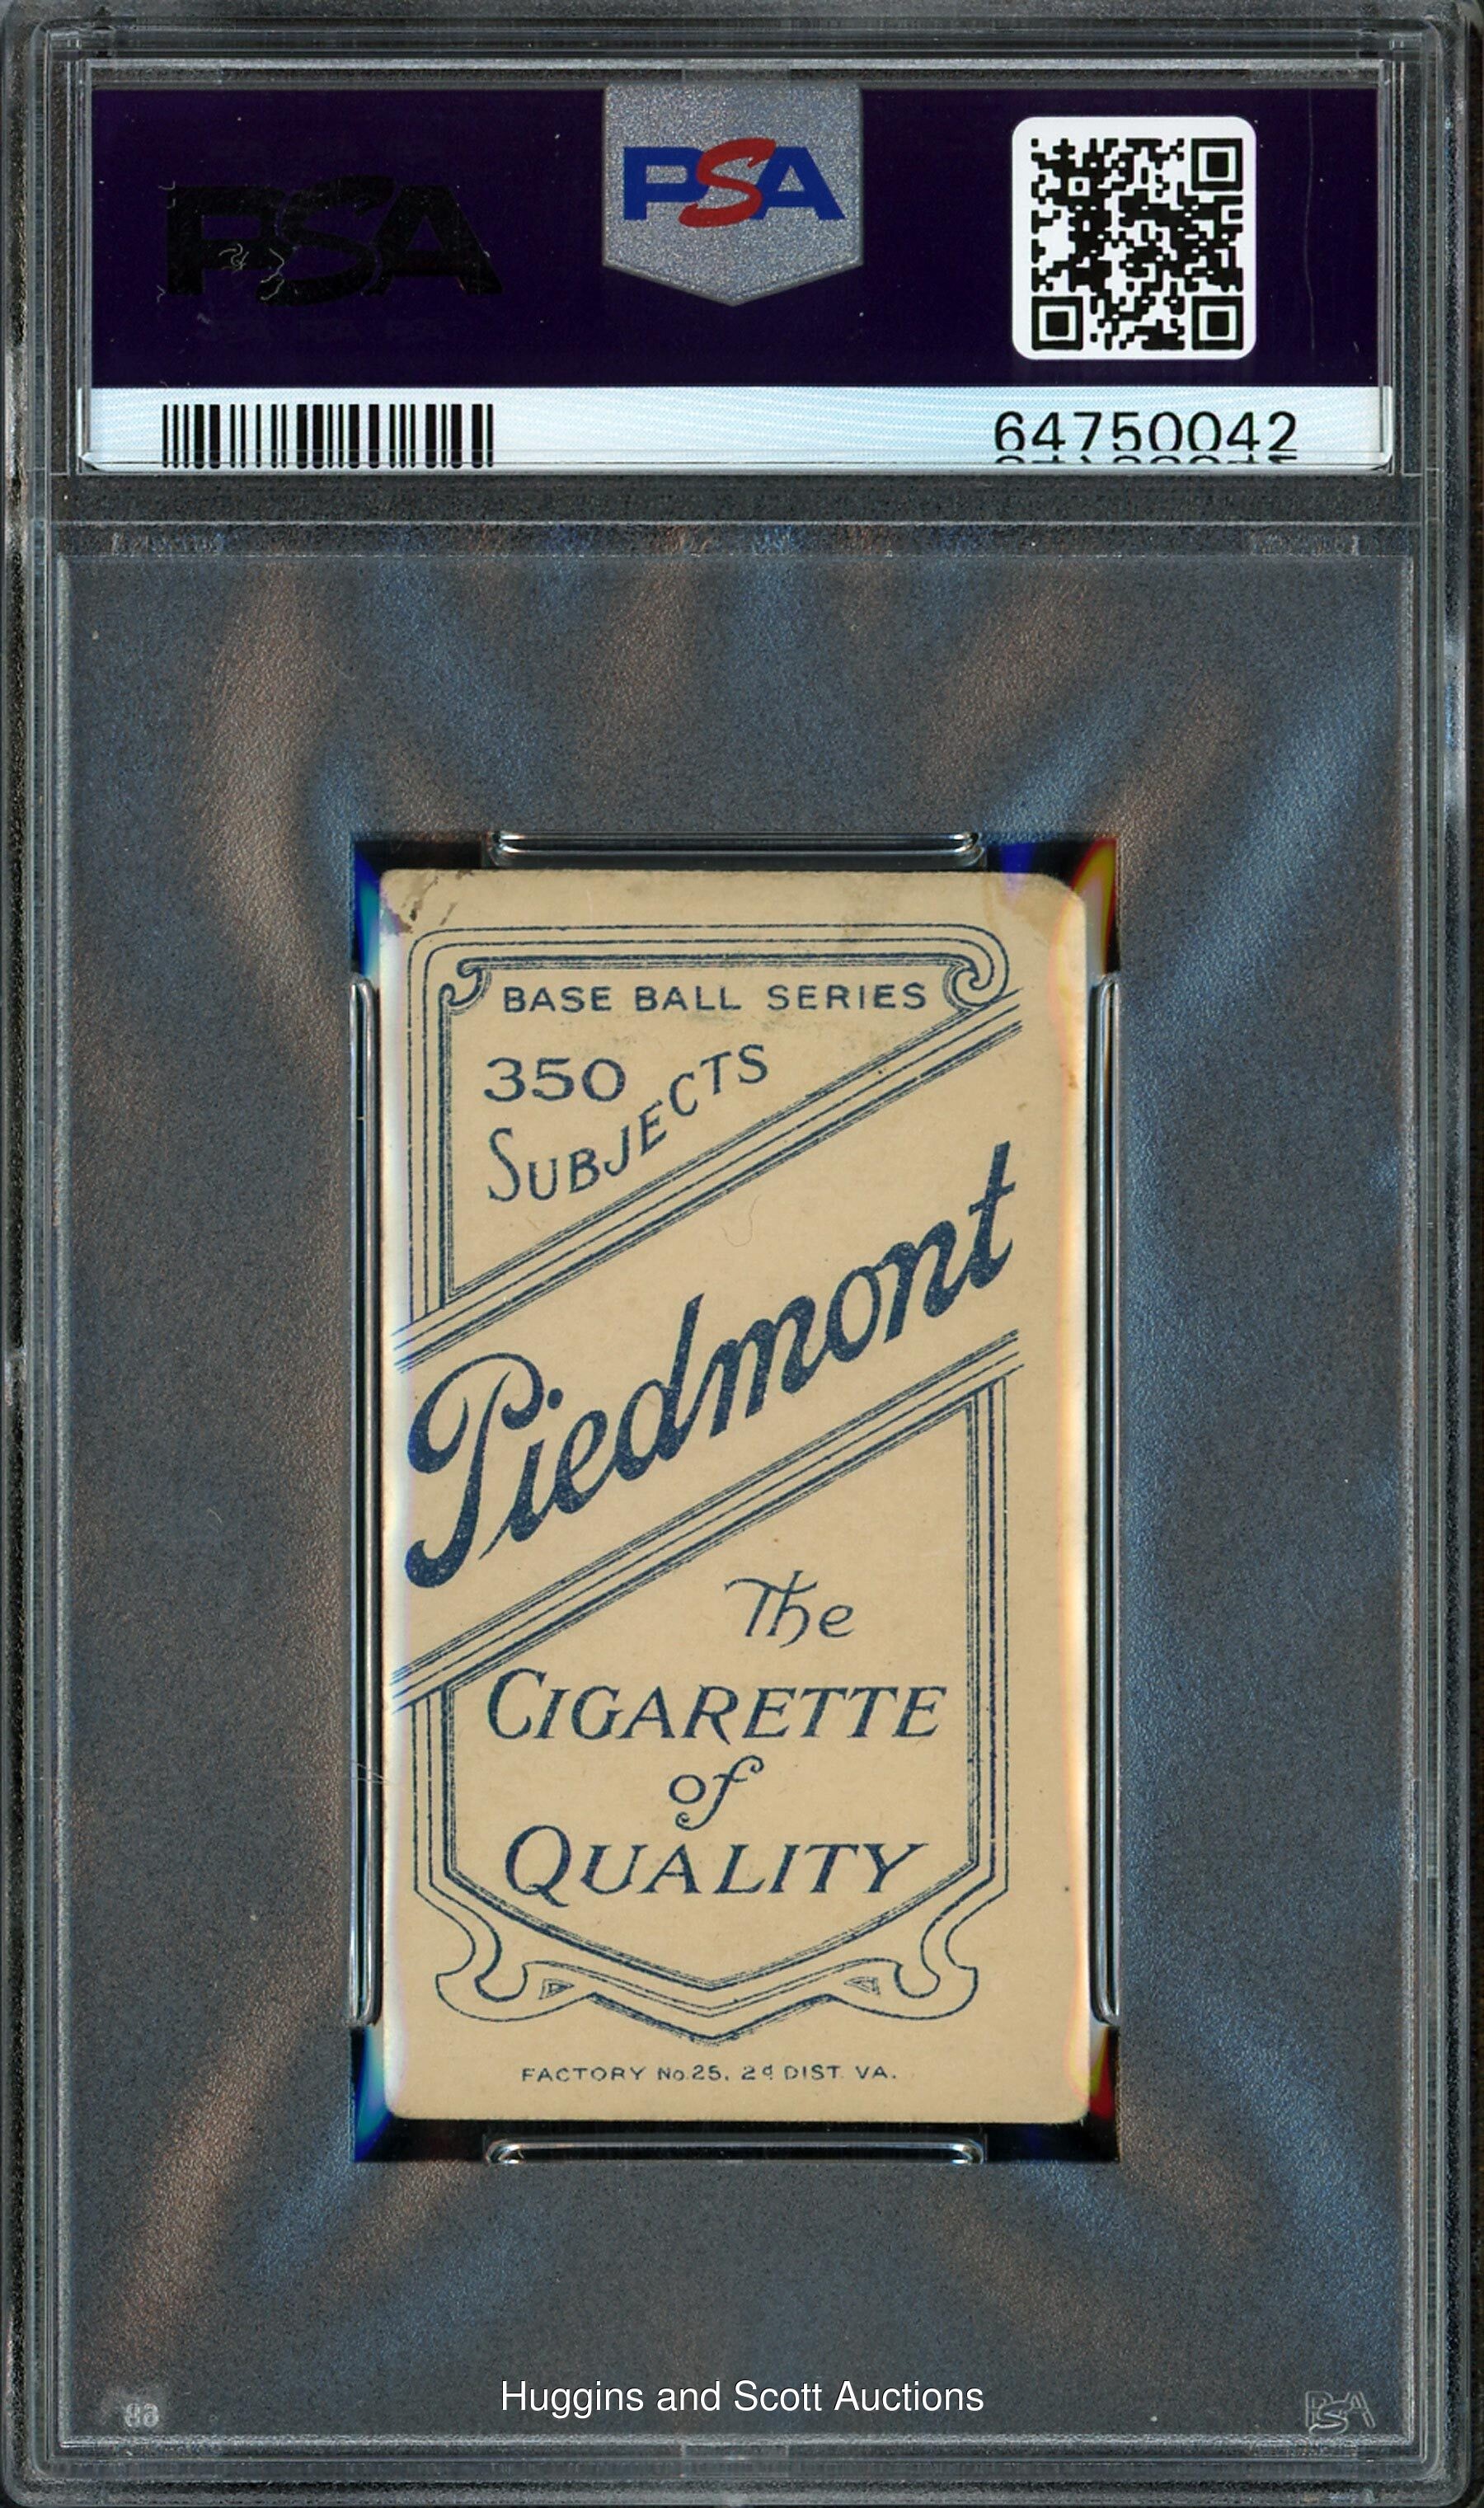 PSA
PSA
64750042
BASE BALL SERIES
350
SUBJECTS
Piedmont
The
CIGARETTE
of
QUALITY
FACTORY No.25, 2d DIST. VA.
Huggins and Scott Auctions
PSA